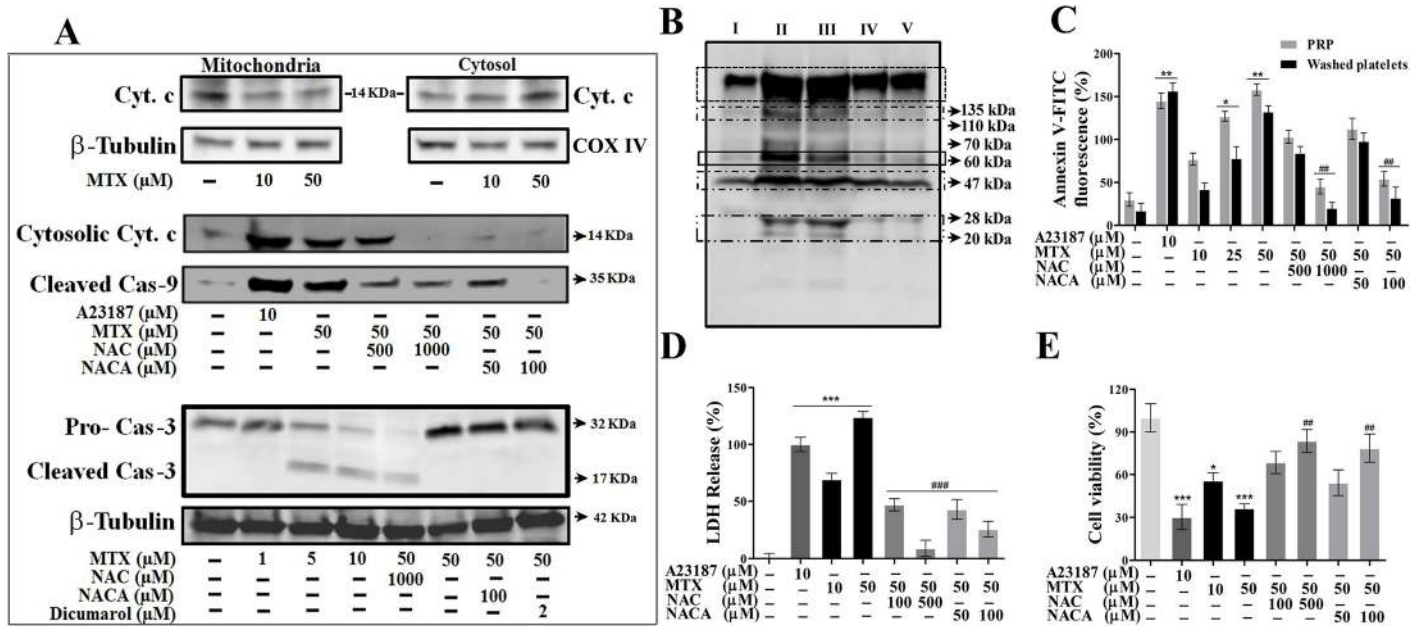 A
Mitochondria Cytosol
Cyt. c 14 KDa Cyt. c
β-Tubulin COX IV
MTX (μM) – 10 50 – 10 50
Cytosolic Cyt. c 14 KDa
Cleaved Cas-9 35 KDa
A23187 (μM) – 10 – – – – –
MTX (μM) – – 50 50 50 50 50
NAC (μM) – – – 500 1000 – –
NACA (μM) – – – – – 50 100
Pro- Cas-3 32 KDa
Cleaved Cas-3 17 KDa
β-Tubulin 42 KDa
MTX (μM) – 1 5 10 50 50 50 50
NAC (μM) – – – – 1000 – – –
NACA (μM) – – – – – – 100 –
Dicumarol (μM) – – – – – – – 2
B
I II III IV V
135 kDa
110 kDa
70 kDa
60 kDa
47 kDa
28 kDa
20 kDa
C
PRP
Washed platelets
Annexin V-FITC
fluorescence (%)
200
150
100
50
0
** * ** ## ##
A23187 (μM) – 10 – – – – – – –
MTX (μM) – – 10 25 50 50 50 50 50
NAC (μM) – – – – – 500 1000 – –
NACA (μM) – – – – – – – 50 100
D
LDH Release (%)
150
100
50
0
*** ###
A23187 (μM) – 10 – – – – – –
MTX (μM) – – 10 50 50 50 50 50
NAC (μM) – – – – 100 500 – –
NACA (μM) – – – – – – 50 100
E
Cell viability (%)
120
90
60
30
0
*** * *** ## ##
A23187 (μM) – 10 – – – – – –
MTX (μM) – – 10 50 50 50 50 50
NAC (μM) – – – – 100 500 – –
NACA (μM) – – – – – – 50 100